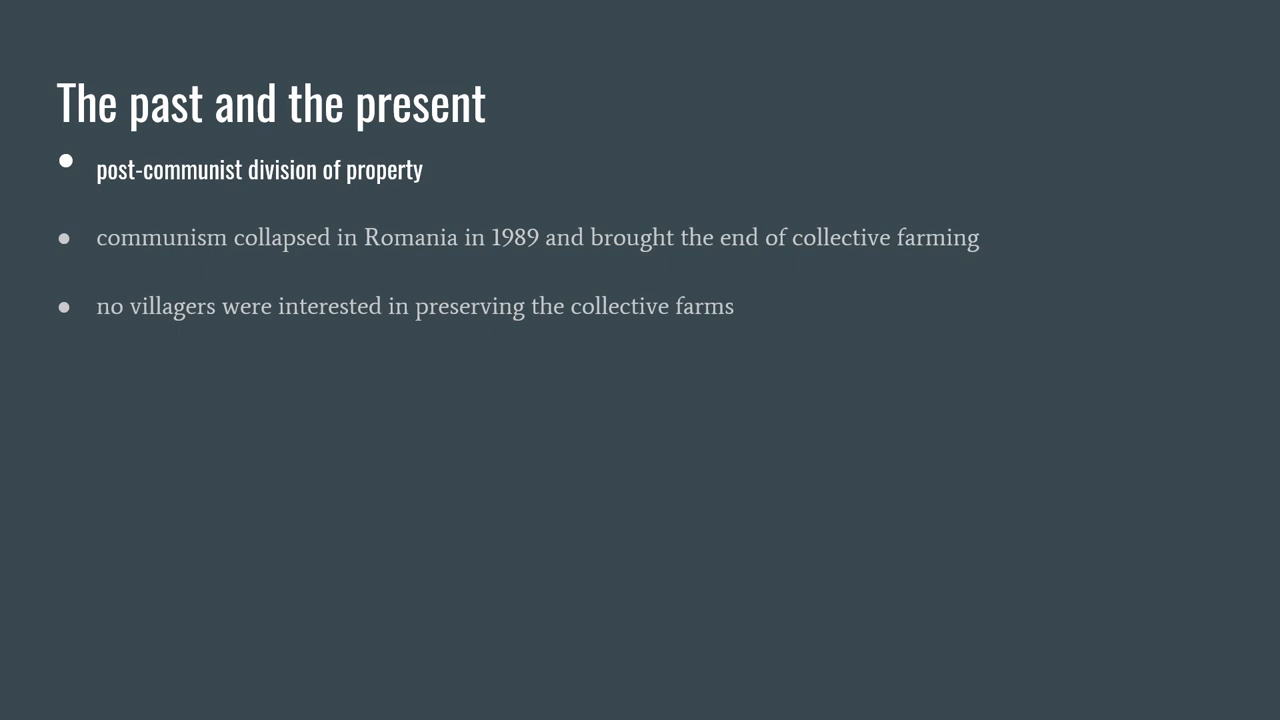 The past and the present
● post-communist division of property
● communism collapsed in Romania in 1989 and brought the end of collective farming
● no villagers were interested in preserving the collective farms